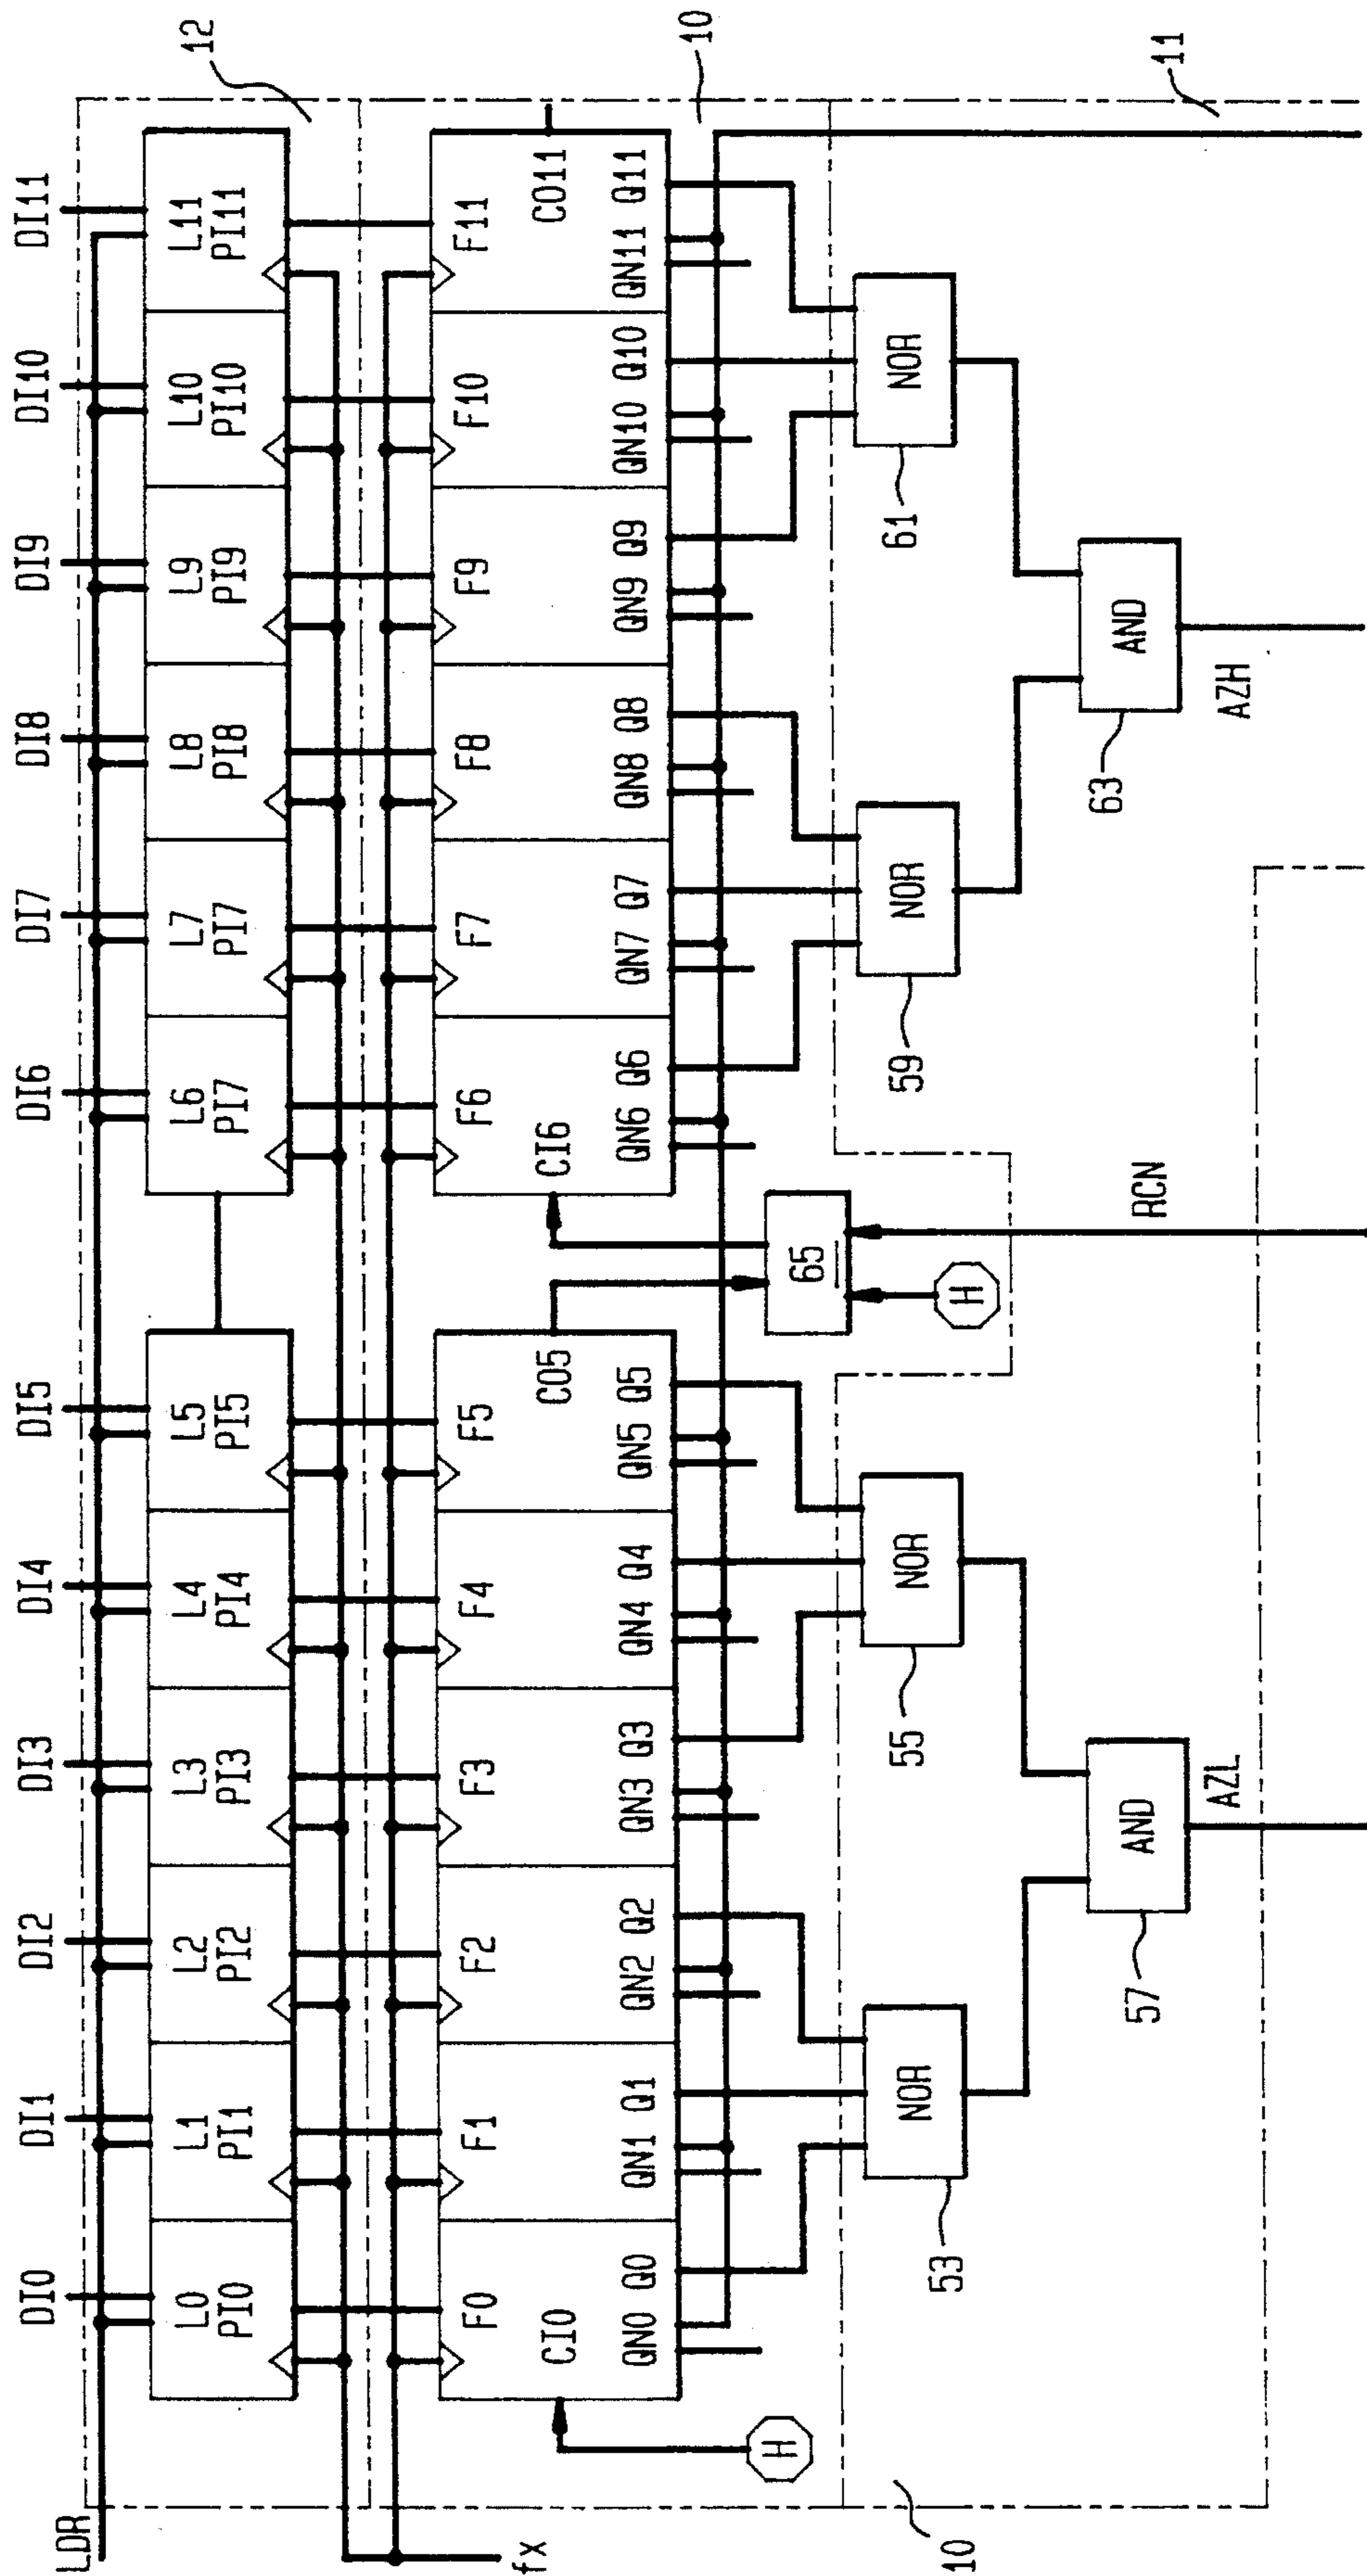 DI0 DI1 DI2 DI3 DI4 DI5 DI6 DI7 DI8 DI9 DI10 DI11
LDR
12
L0 L1 L2 L3 L4 L5 L6 L7 L8 L9 L10 L11
PI0 PI1 PI2 PI3 PI4 PI5 PI7 PI7 PI8 PI9 PI10 PI11
fx
F0 F1 F2 F3 F4 F5 F6 F7 F8 F9 F10 F11
10
CI0 CO5 CI6 CO11
QN0 Q0 QN1 Q1 QN2 Q2 QN3 Q3 QN4 Q4 QN5 Q5 QN6 Q6 QN7 Q7 QN8 Q8 QN9 Q9 QN10 Q10 QN11 Q11
H
65
H
NOR NOR NOR NOR
53 55 59 61
10
RCN
11
AND AND
57 63
AZL AZH